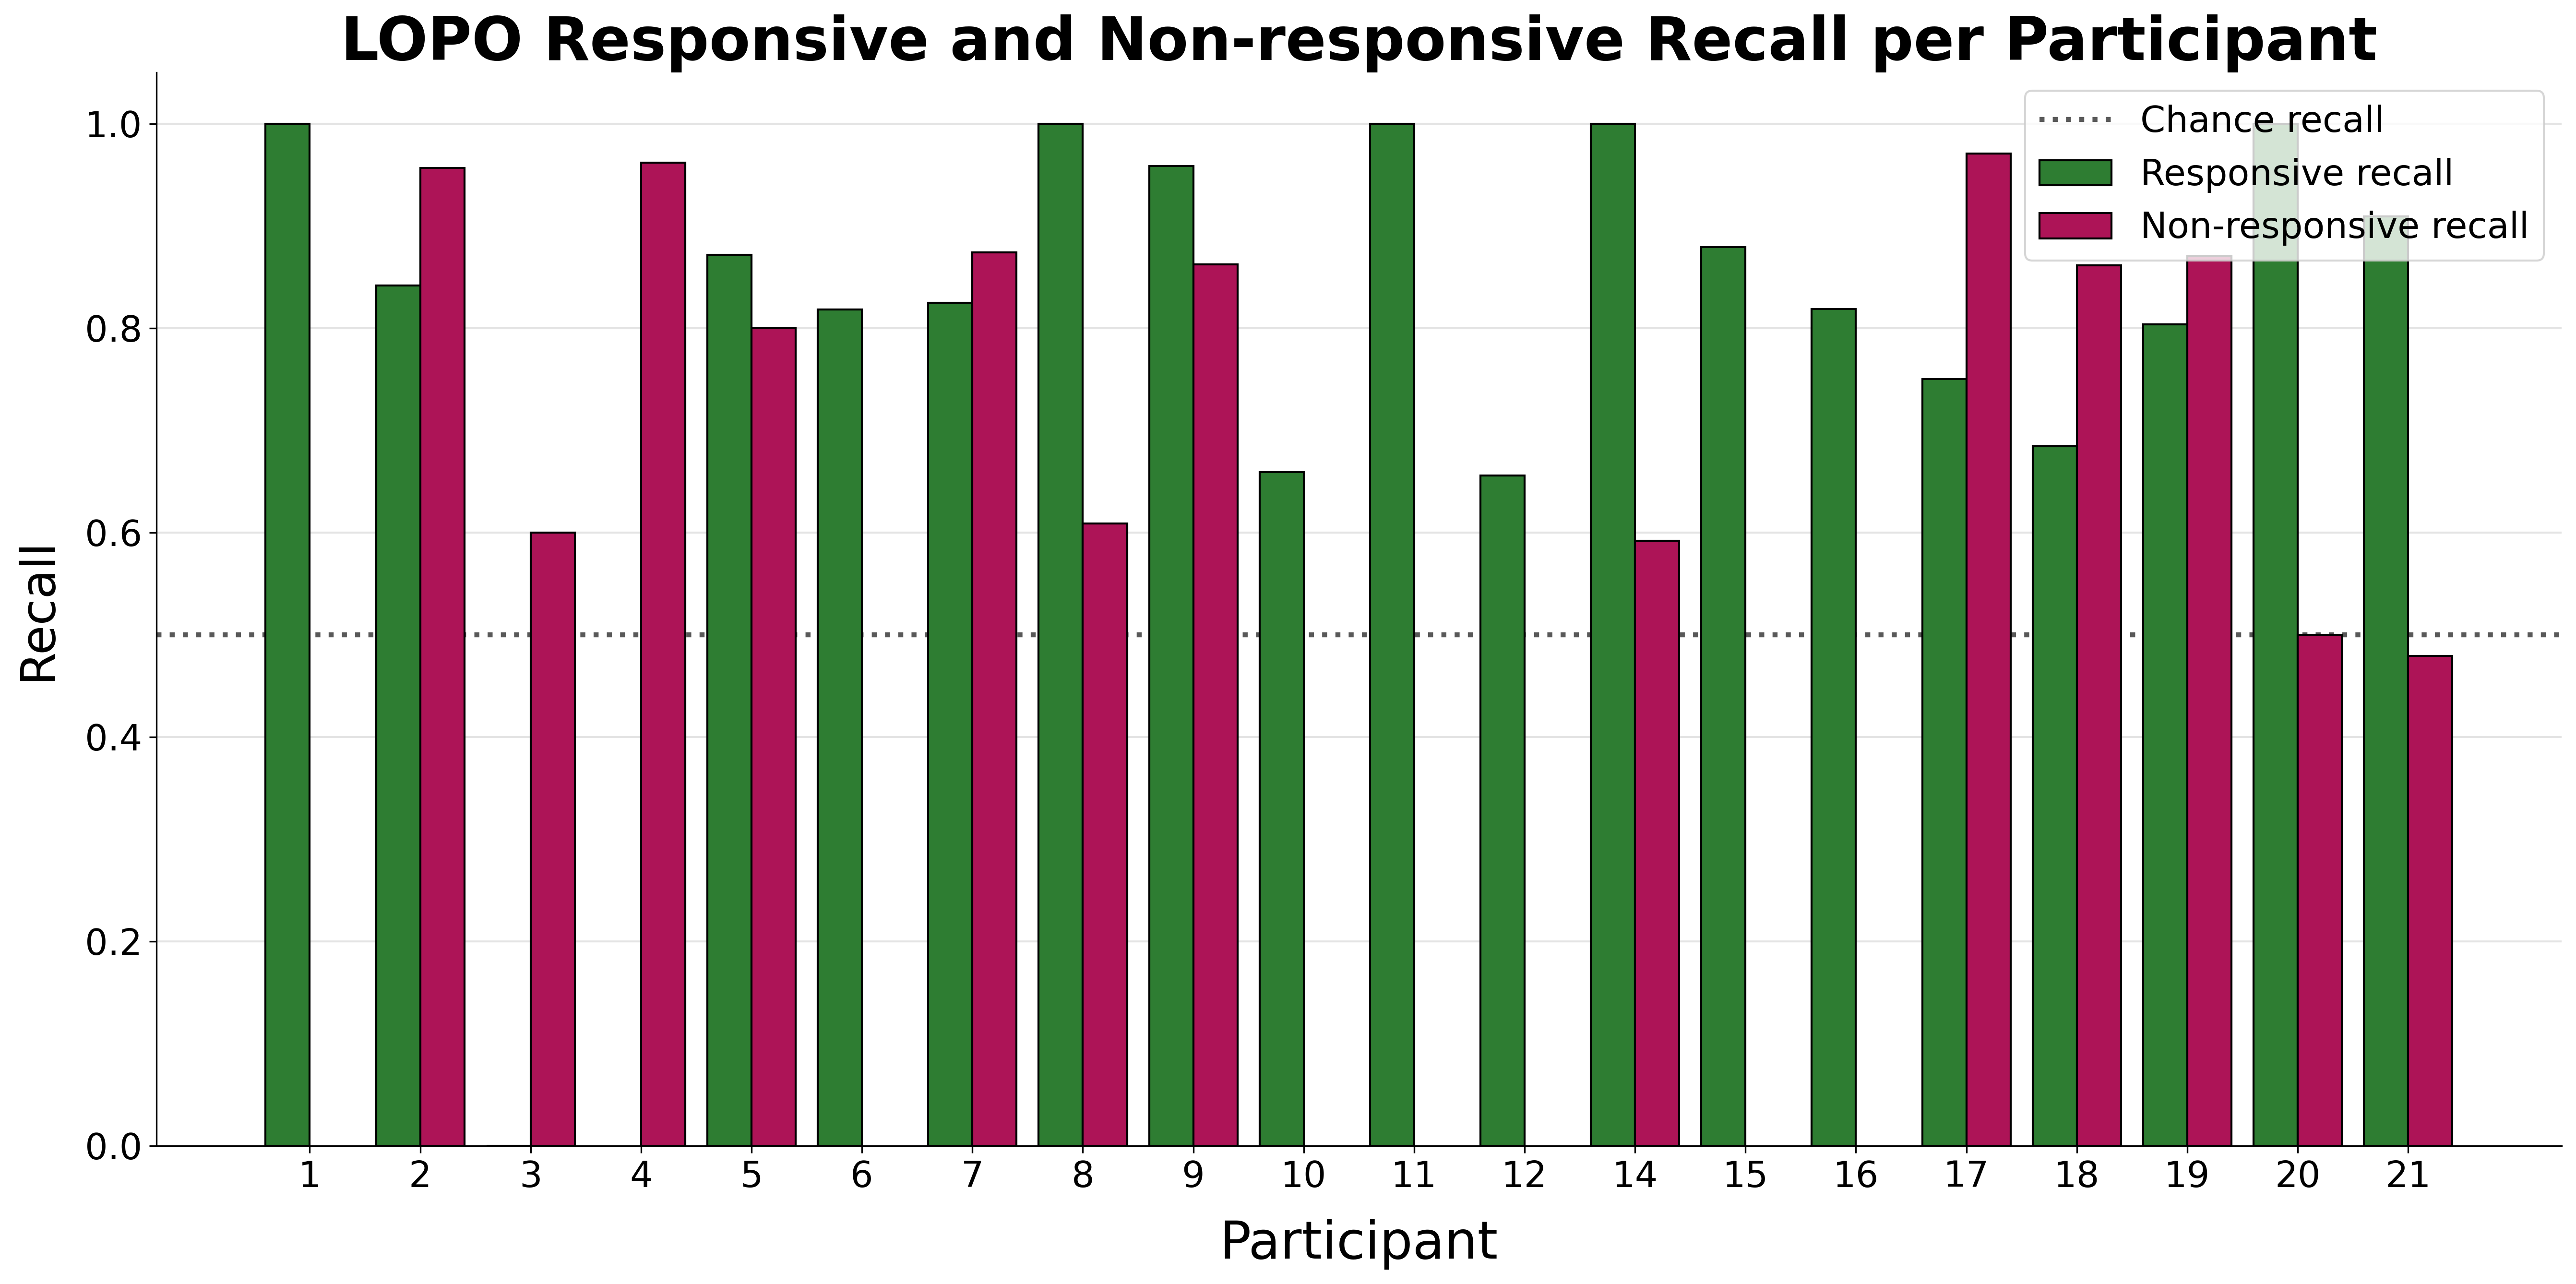 LOPO Responsive and Non-responsive Recall per Participant
Chance recall
Responsive recall
Non-responsive recall
Recall
1.0
0.8
0.6
0.4
0.2
0.0
1 2 3 4 5 6 7 8 9 10 11 12 14 15 16 17 18 19 20 21
Participant